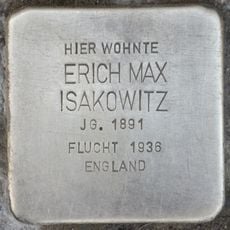 HIER WOHNTE
ERICH MAX
ISAKOWITZ
JG. 1891
FLUCHT 1936
ENGLAND